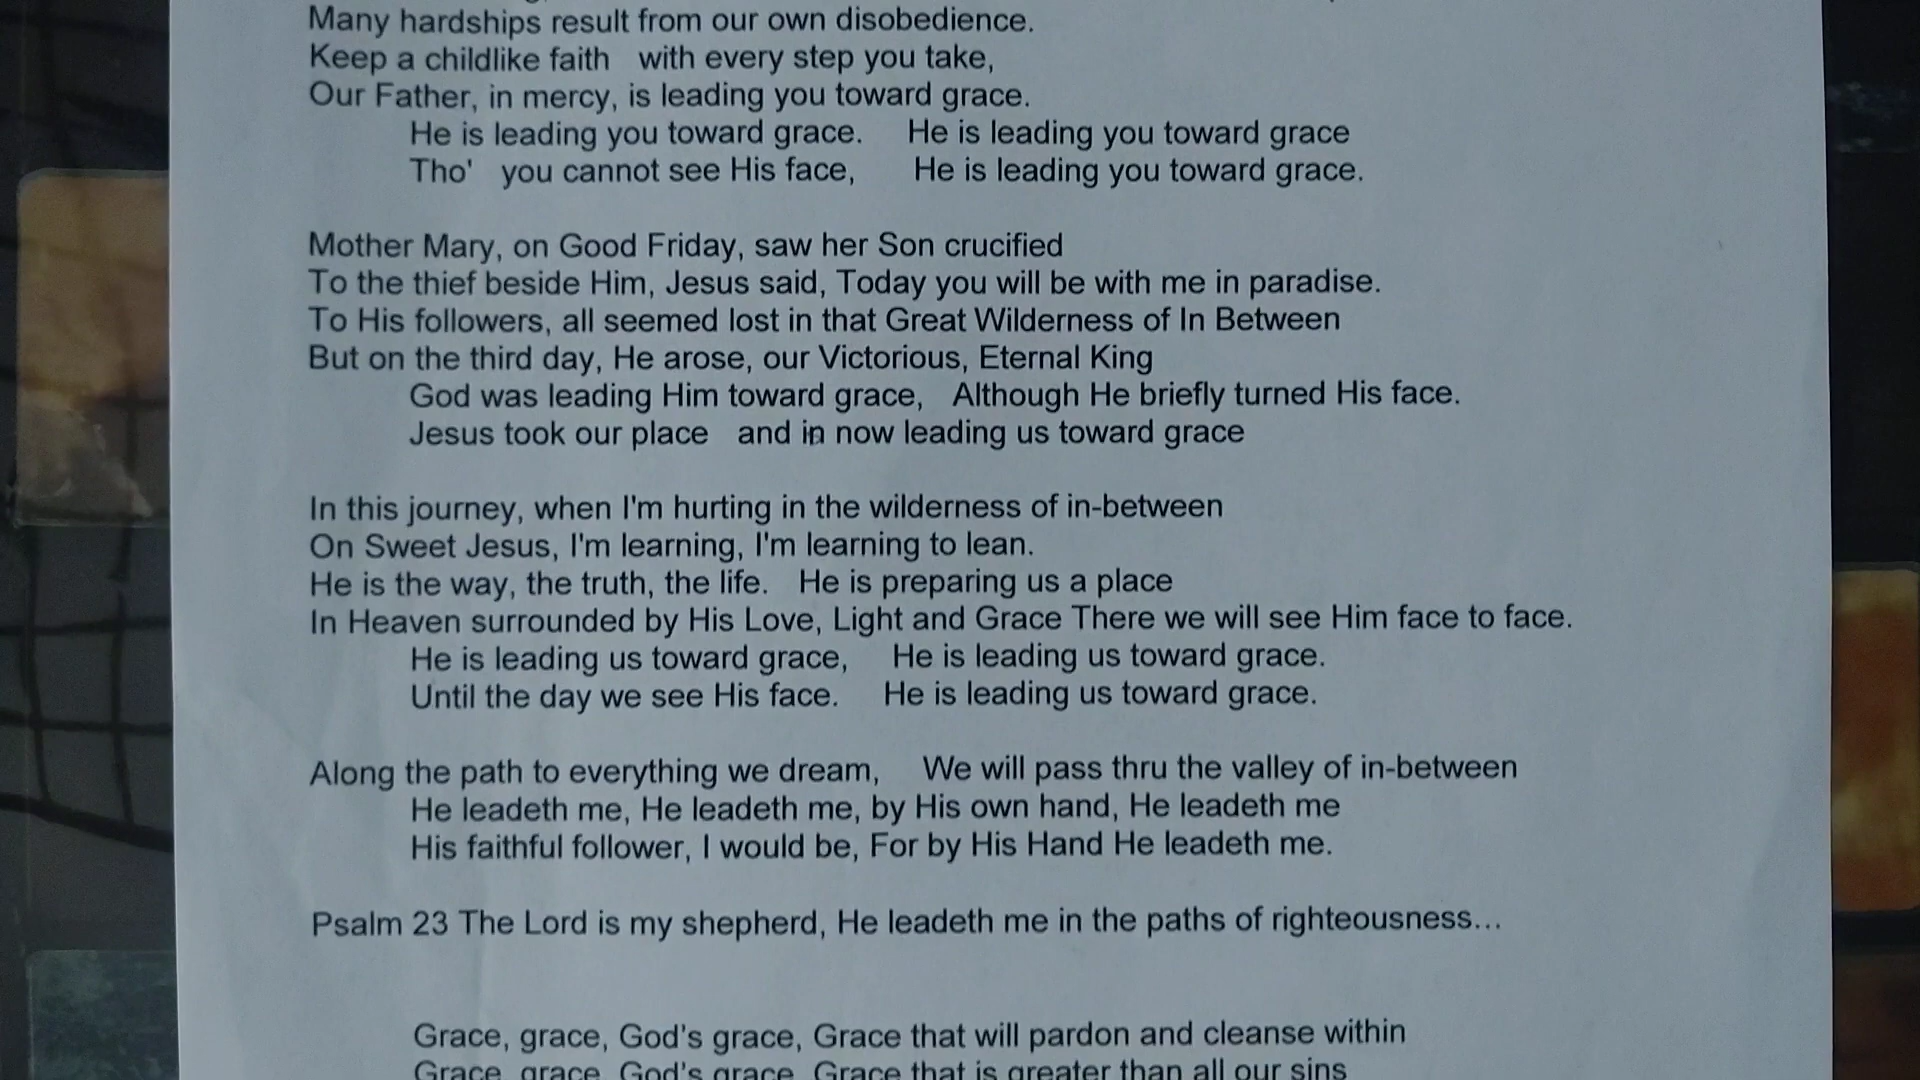 Many hardships result from our own disobedience.
Keep a childlike faith with every step you take,
Our Father, in mercy, is leading you toward grace.
He is leading you toward grace. He is leading you toward grace
Tho' you cannot see His face, He is leading you toward grace.
Mother Mary, on Good Friday, saw her Son crucified
To the thief beside Him, Jesus said, Today you will be with me in paradise.
To His followers, all seemed lost in that Great Wilderness of In Between
But on the third day, He arose, our Victorious, Eternal King
God was leading Him toward grace, Although He briefly turned His face.
Jesus took our place and in now leading us toward grace
In this journey, when I'm hurting in the wilderness of in-between
On Sweet Jesus, I'm learning, I'm learning to lean.
He is the way, the truth, the life. He is preparing us a place
In Heaven surrounded by His Love, Light and Grace There we will see Him face to face.
He is leading us toward grace, He is leading us toward grace.
Until the day we see His face. He is leading us toward grace.
Along the path to everything we dream, We will pass thru the valley of in-between
He leadeth me, He leadeth me, by His own hand, He leadeth me
His faithful follower, I would be, For by His Hand He leadeth me.
Psalm 23 The Lord is my shepherd, He leadeth me in the paths of righteousness...
Grace, grace, God's grace, Grace that will pardon and cleanse within
Grace, grace, God's grace, Grace that is greater than all our sins